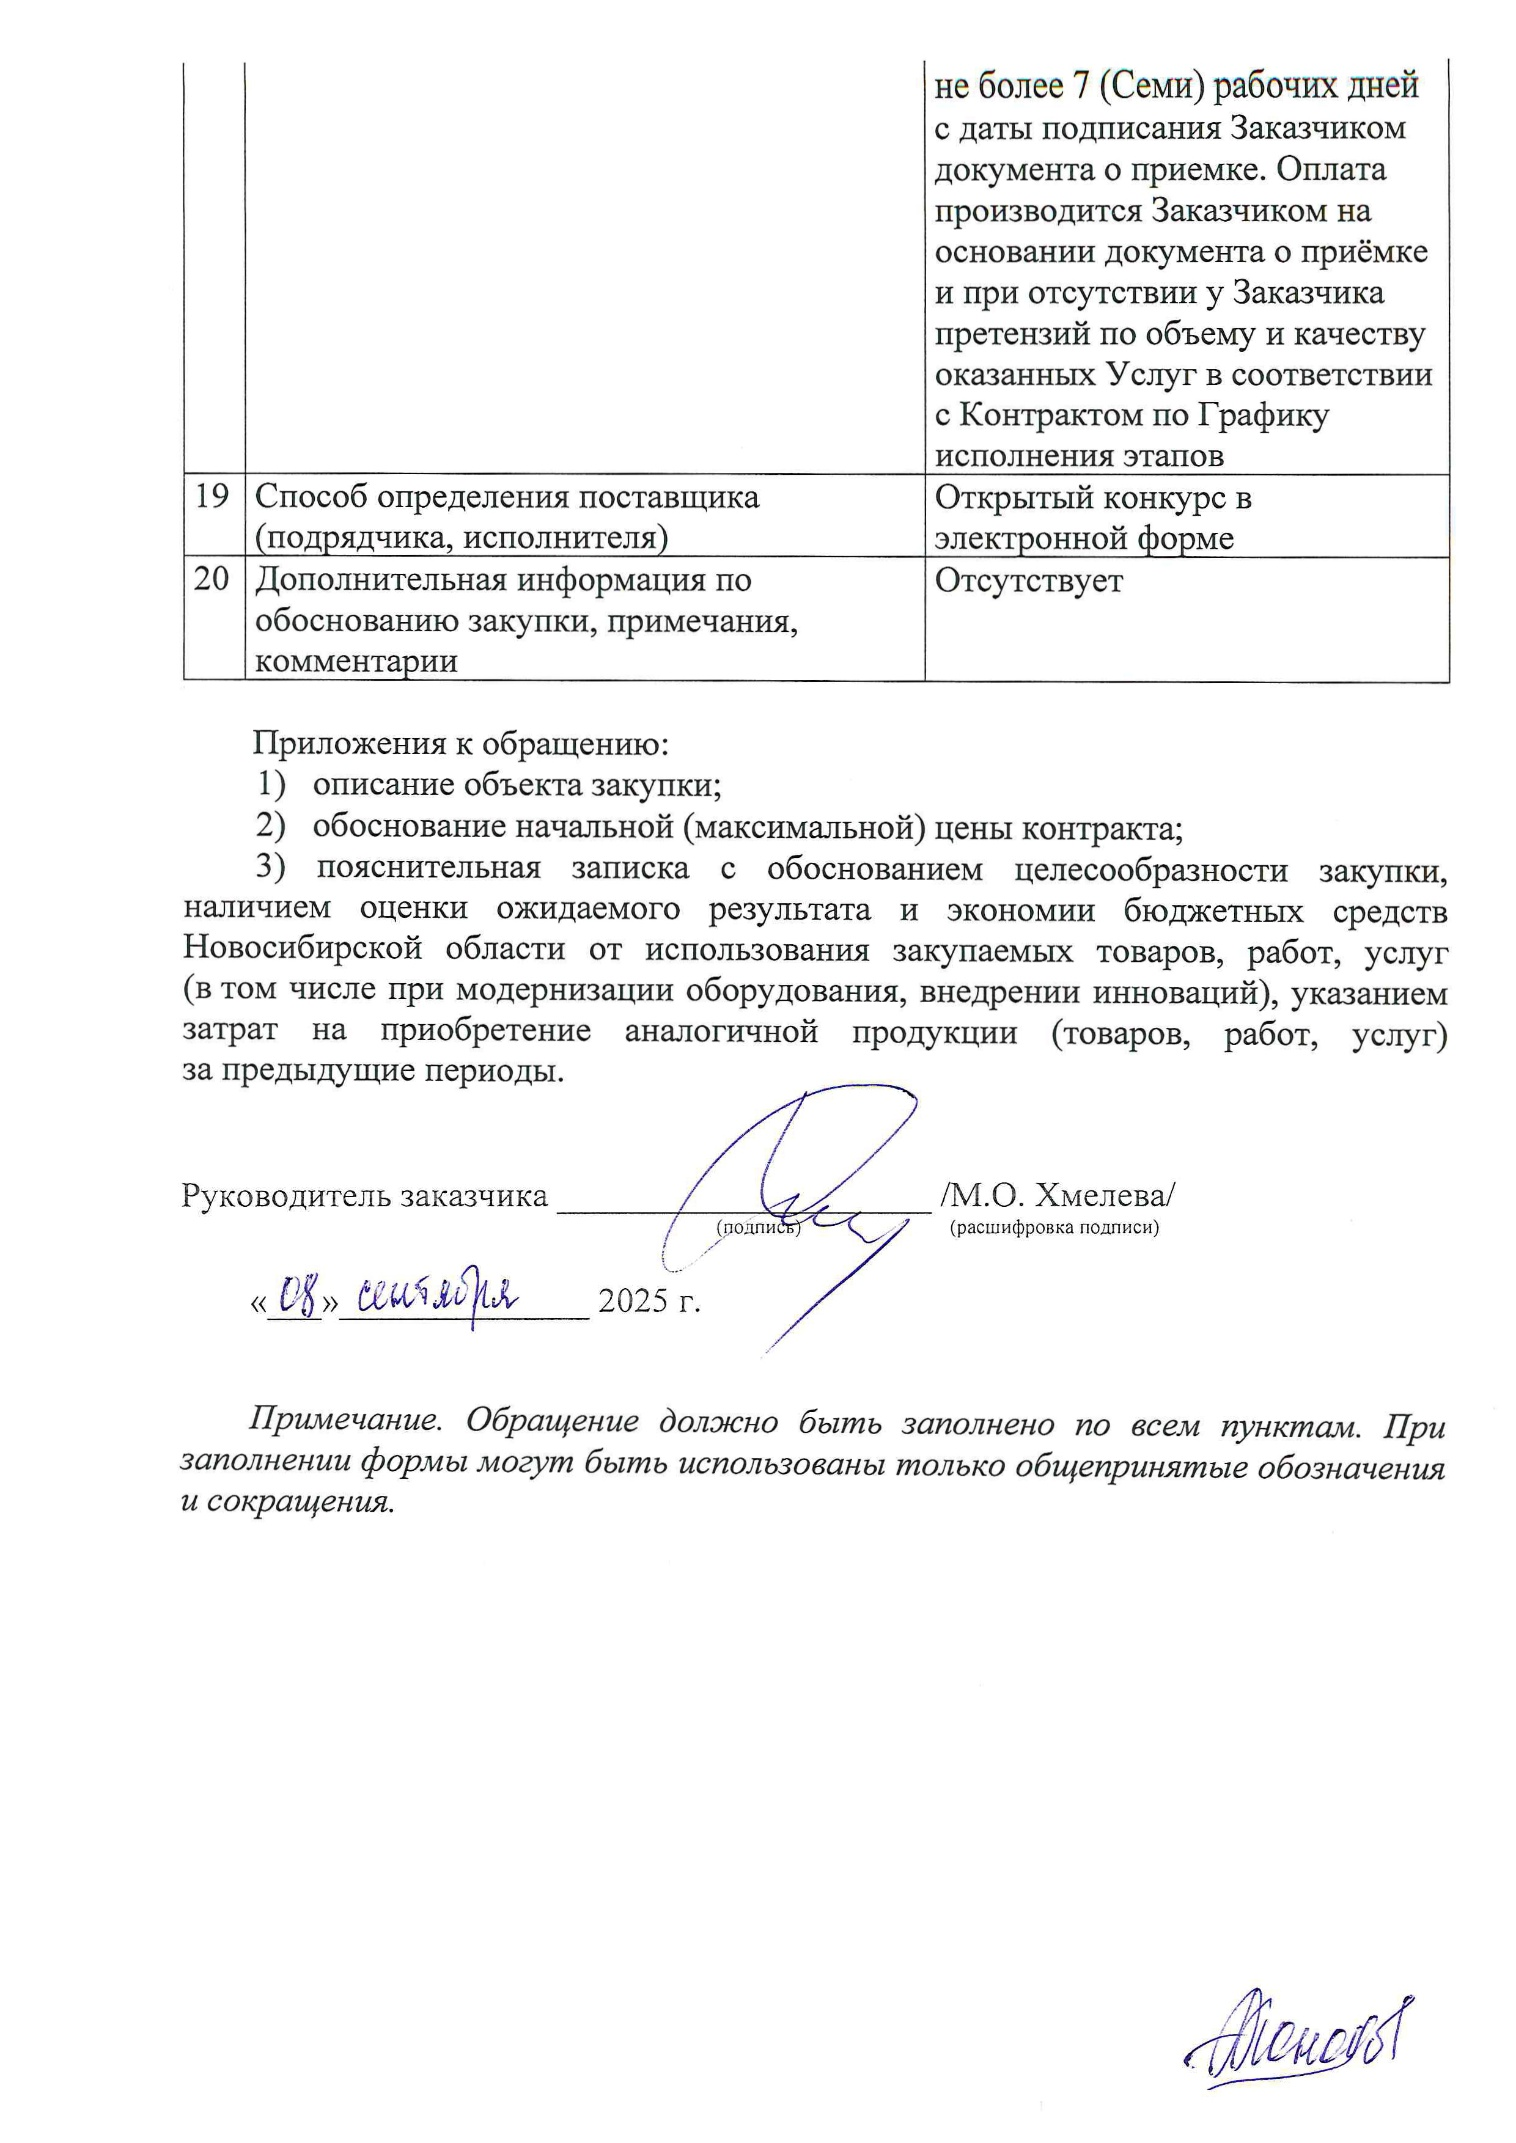 не более 7 (Семи) рабочих дней
с даты подписания Заказчиком
документа о приемке. Оплата
производится Заказчиком на
основании документа о приёмке
и при отсутствии у Заказчика
претензий по объему и качеству
оказанных Услуг в соответствии
с Контрактом по Графику
исполнения этапов
19 Способ определения поставщика
(подрядчика, исполнителя)
Открытый конкурс в
электронной форме
20 Дополнительная информация по
обоснованию закупки, примечания,
комментарии
Отсутствует
Приложения к обращению:
1) описание объекта закупки;
2) обоснование начальной (максимальной) цены контракта;
3) пояснительная записка с обоснованием целесообразности закупки,
наличием оценки ожидаемого результата и экономии бюджетных средств
Новосибирской области от использования закупаемых товаров, работ, услуг
(в том числе при модернизации оборудования, внедрении инноваций), указанием
затрат на приобретение аналогичной продукции (товаров, работ, услуг)
за предыдущие периоды.
Руководитель заказчика ____________________ /М.О. Хмелева/
(подпись) (расшифровка подписи)
«08» сентября 2025 г.
Примечание. Обращение должно быть заполнено по всем пунктам. При
заполнении формы могут быть использованы только общепринятые обозначения
и сокращения.